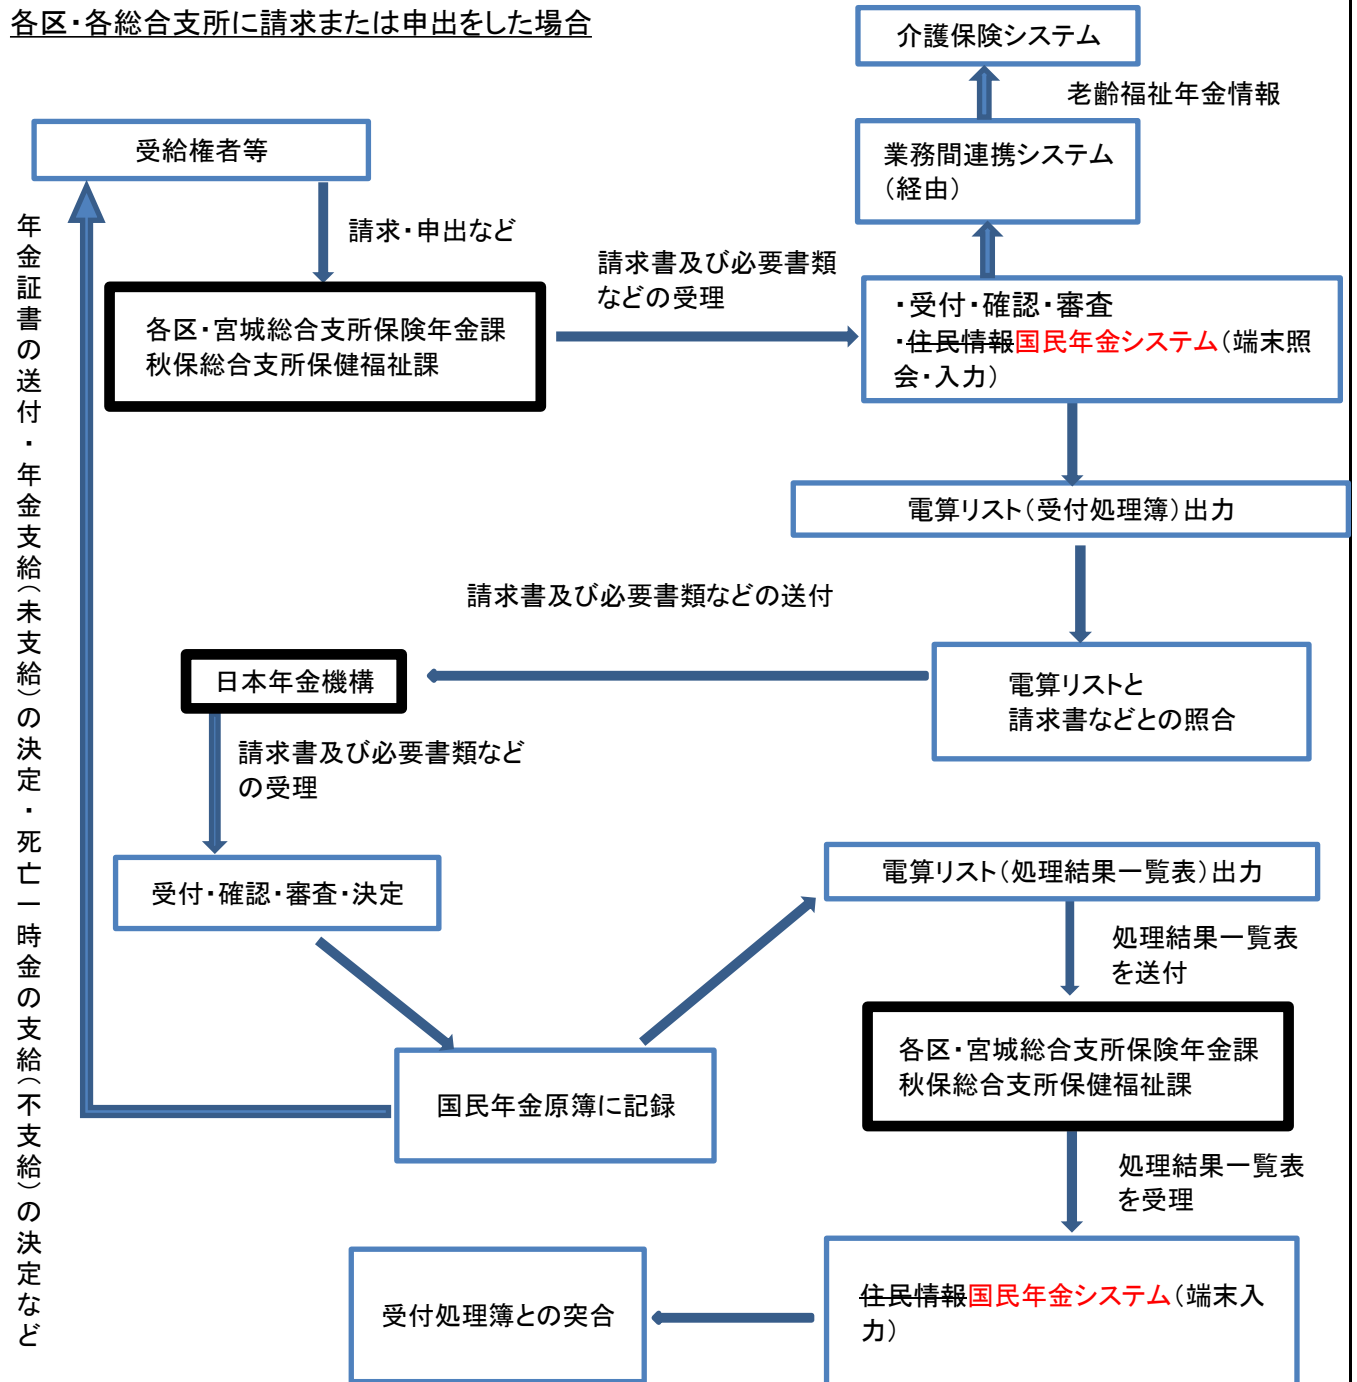 各区・各総合支所に請求または申出をした場合
介護保険システム
老齢福祉年金情報
業務間連携システム
（経由）
受給権者等
請求・申出など
請求書及び必要書類
などの受理
各区・宮城総合支所保険年金課
秋保総合支所保健福祉課
・受付・確認・審査
・住民情報国民年金システム（端末照
会・入力）
電算リスト（受付処理簿）出力
請求書及び必要書類などの送付
電算リストと
請求書などとの照合
日本年金機構
請求書及び必要書類など
の受理
受付・確認・審査・決定
国民年金原簿に記録
電算リスト（処理結果一覧表）出力
処理結果一覧表
を送付
各区・宮城総合支所保険年金課
秋保総合支所保健福祉課
処理結果一覧表
を受理
住民情報国民年金システム（端末入
力）
受付処理簿との突合
年金証書の送付・年金支給（未支給）の決定・死亡一時金の支給（不支給）の決定など